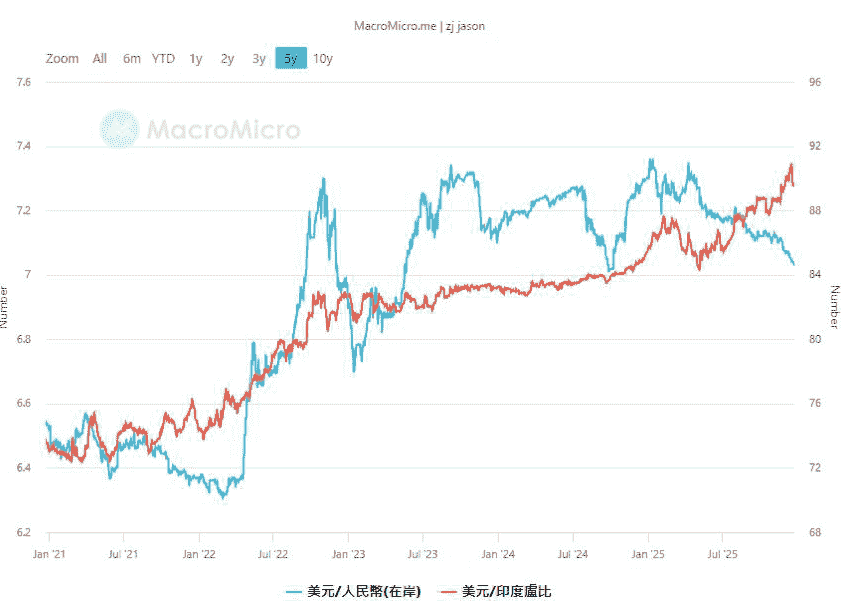 MacroMicro.me | zj jason
Zoom All 6m YTD 1y 2y 3y 5y 10y
7.6 96
MacroMicro
7.4 92
7.2 88
7 84
Number Number
6.8 80
6.6 76
6.4 72
6.2 68
Jan '21 Jul '21 Jan '22 Jul '22 Jan '23 Jul '23 Jan '24 Jul '24 Jan '25 Jul '25
美元/人民幣(在岸) 美元/印度盧比